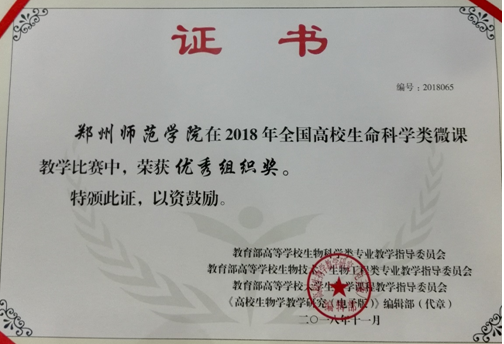 证书
编号：2018065
郑州师范学院在2018年全国高校生命科学类微课
教学比赛中，荣获优秀组织奖。
特颁此证，以资鼓励。
教育部高等学校生物科学类专业教学指导委员会
教育部高等学校生物技术、生物工程类专业教学指导委员会
教育部高等学校大学生物学课程教学指导委员会
《高校生物学教学研究（电子版）》编辑部（代章）
二〇一八年十一月